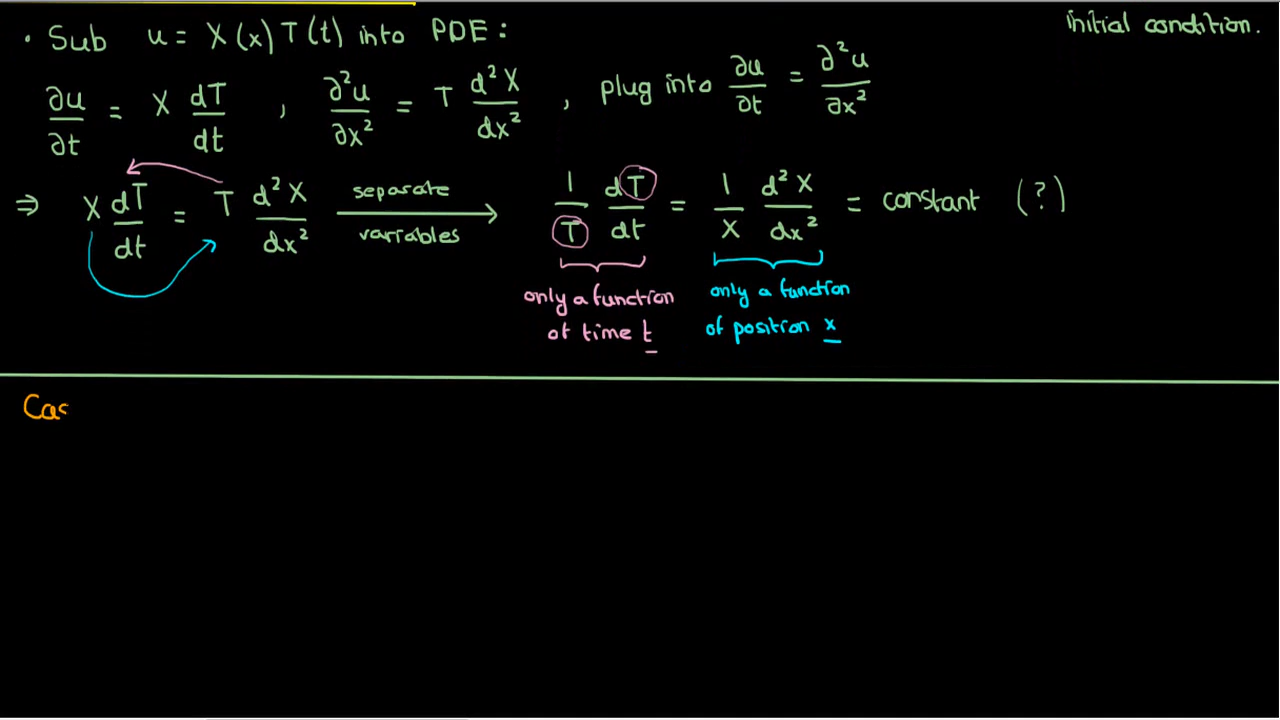 initial condition.
• Sub u = X(x)T(t) into PDE:
∂u/∂t = X dT/dt , ∂²u/∂x² = T d²X/dx² , plug into ∂u/∂t = ∂²u/∂x²
⇒ X dT/dt = T d²X/dx² separate variables → 1/T dT/dt = 1/X d²X/dx² = constant (?)
only a function
of time t
only a function
of position x
Cas